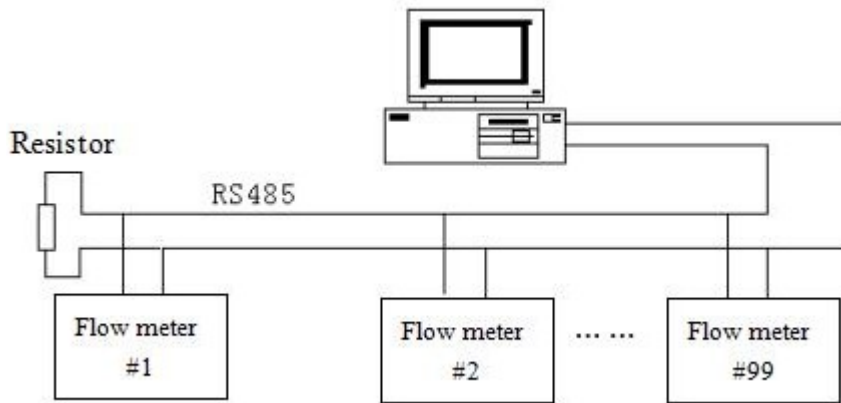 Resistor
RS485
Flow meter
#1
Flow meter
#2
... ...
Flow meter
#99